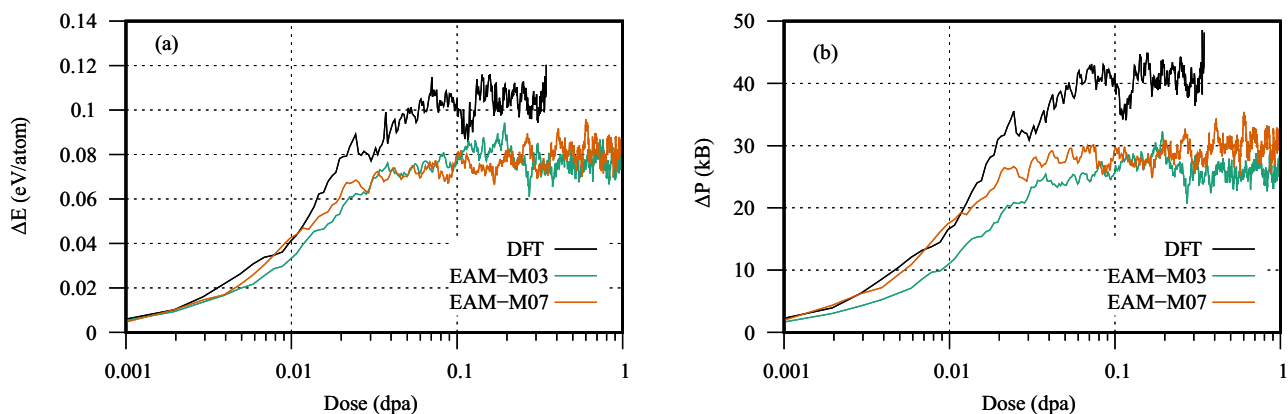 (a)
ΔE (eV/atom)
0.14
0.12
0.1
0.08
0.06
0.04
0.02
0
DFT
EAM−M03
EAM−M07
0.001
0.01
0.1
1
Dose (dpa)
(b)
ΔP (kB)
50
40
30
20
10
0
DFT
EAM−M03
EAM−M07
0.001
0.01
0.1
1
Dose (dpa)